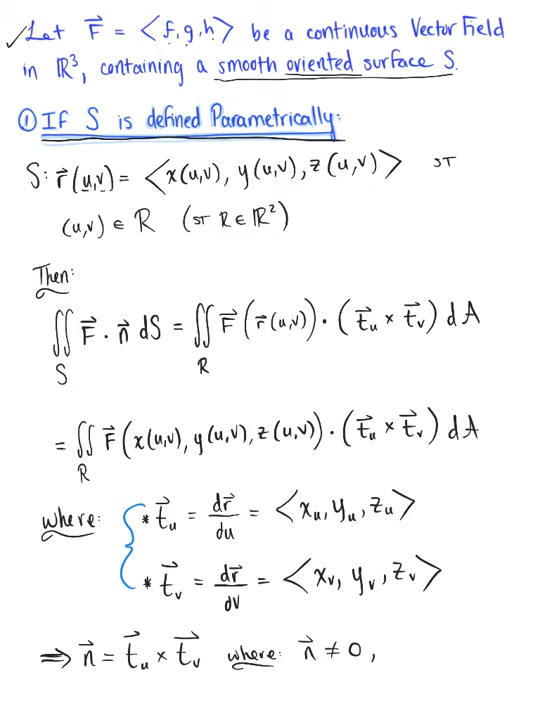 ✓Let F⃗ = <f,g,h> be a continuous Vector Field
in ℝ³, containing a smooth oriented surface S.
① If S is defined Parametrically:
S: r⃗(u,v) = <x(u,v), y(u,v), z(u,v)> ST
(u,v) ∈ R (ST R ∈ ℝ²)
Then:
∬_S F⃗ · n⃗ dS = ∬_R F⃗(r⃗(u,v)) · (t⃗_u × t⃗_v) dA
= ∬_R F⃗(x(u,v), y(u,v), z(u,v)) · (t⃗_u × t⃗_v) dA
where: { * t⃗_u = dr⃗/du = <x_u, y_u, z_u>
* t⃗_v = dr⃗/dv = <x_v, y_v, z_v>
⟹ n⃗ = t⃗_u × t⃗_v where: n⃗ ≠ 0,